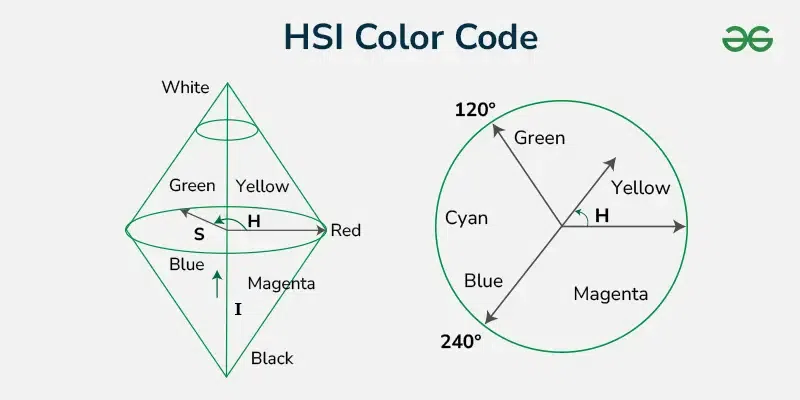 HSI Color Code
White
Green
Yellow
H
S
Red
Blue
Magenta
I
Black
120°
Green
Yellow
Cyan
H
Blue
Magenta
240°